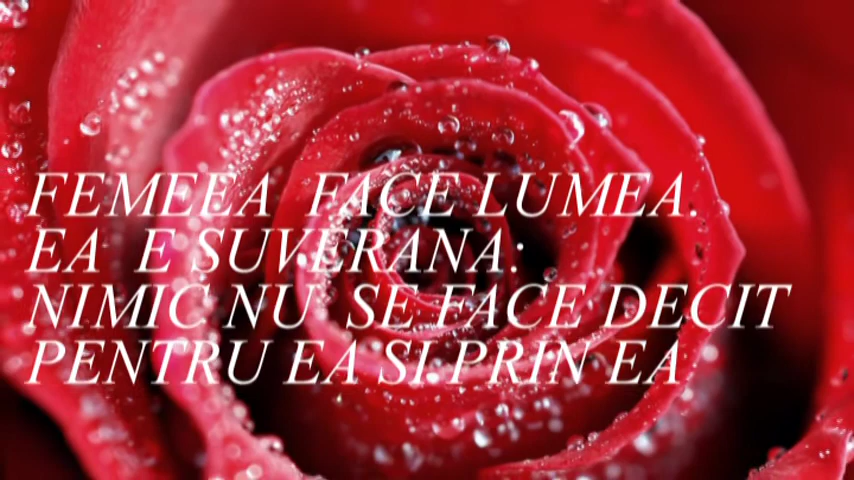 FEMEEA FACE LUMEA.
EA E SUVERANA:
NIMIC NU SE FACE DECIT
PENTRU EA SI PRIN EA